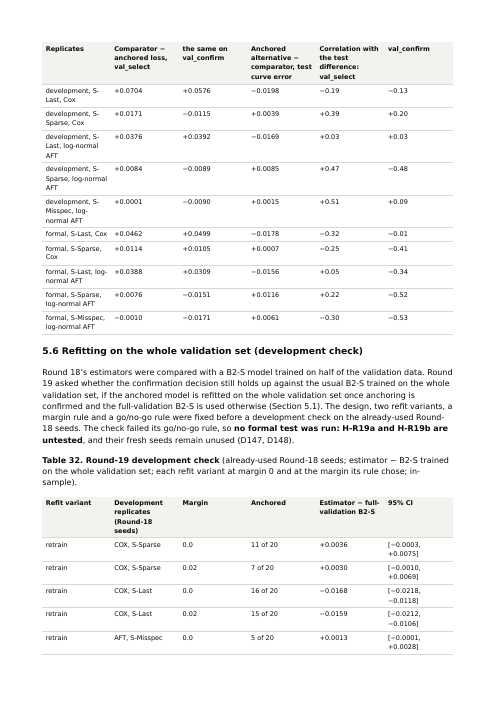 Replicates | Comparator − anchored loss, val_select | the same on val_confirm | Anchored alternative − comparator, test curve error | Correlation with the test difference: val_select | val_confirm
development, S-Last, Cox | +0.0704 | +0.0576 | −0.0198 | −0.19 | −0.13
development, S-Sparse, Cox | +0.0171 | −0.0115 | +0.0039 | +0.39 | +0.20
development, S-Last, log-normal AFT | +0.0376 | +0.0392 | −0.0169 | +0.03 | +0.03
development, S-Sparse, log-normal AFT | +0.0084 | −0.0089 | +0.0085 | +0.47 | −0.48
development, S-Misspec, log-normal AFT | +0.0001 | −0.0090 | +0.0015 | +0.51 | +0.09
formal, S-Last, Cox | +0.0462 | +0.0499 | −0.0178 | −0.32 | −0.01
formal, S-Sparse, Cox | +0.0114 | +0.0105 | +0.0007 | −0.25 | −0.41
formal, S-Last, log-normal AFT | +0.0388 | +0.0309 | −0.0156 | +0.05 | −0.34
formal, S-Sparse, log-normal AFT | +0.0076 | −0.0151 | +0.0116 | +0.22 | −0.52
formal, S-Misspec, log-normal AFT | −0.0010 | −0.0171 | +0.0061 | −0.30 | −0.53
5.6 Refitting on the whole validation set (development check)
Round 18's estimators were compared with a B2-S model trained on half of the validation data. Round
19 asked whether the confirmation decision still holds up against the usual B2-S trained on the whole
validation set, if the anchored model is refitted on the whole validation set once anchoring is
confirmed and the full-validation B2-S is used otherwise (Section 5.1). The design, two refit variants, a
margin rule and a go/no-go rule were fixed before a development check on the already-used Round-
18 seeds. The check failed its go/no-go rule, so no formal test was run: H-R19a and H-R19b are
untested, and their fresh seeds remain unused (D147, D148).
Table 32. Round-19 development check (already-used Round-18 seeds; estimator − B2-S trained
on the whole validation set; each refit variant at margin 0 and at the margin its rule chose; in-
sample).
Refit variant | Development replicates (Round-18 seeds) | Margin | Anchored | Estimator − full-validation B2-S | 95% CI
retrain | COX, S-Sparse | 0.0 | 11 of 20 | +0.0036 | [−0.0003, +0.0075]
retrain | COX, S-Sparse | 0.02 | 7 of 20 | +0.0030 | [−0.0010, +0.0069]
retrain | COX, S-Last | 0.0 | 16 of 20 | −0.0168 | [−0.0218, −0.0118]
retrain | COX, S-Last | 0.02 | 15 of 20 | −0.0159 | [−0.0212, −0.0106]
retrain | AFT, S-Misspec | 0.0 | 5 of 20 | +0.0013 | [−0.0001, +0.0028]